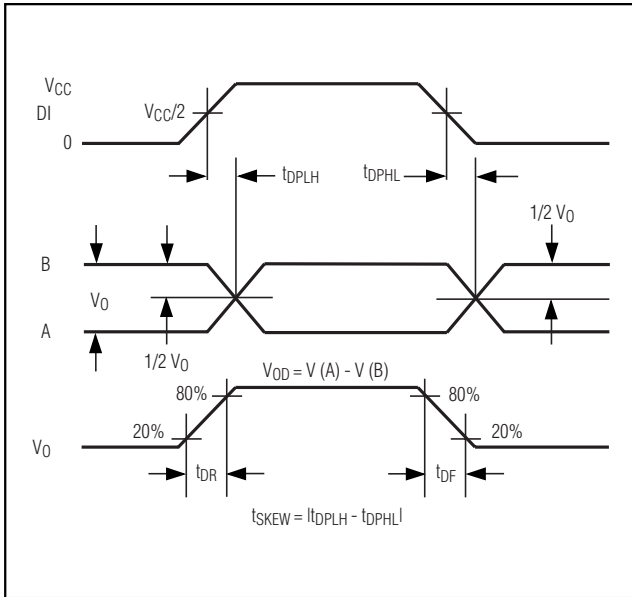 VCC
DI
VCC/2
0
tDPLH
tDPHL
1/2 VO
B
VO
A
1/2 VO
VOD = V (A) - V (B)
80%
80%
20%
20%
VO
tDR
tDF
tSKEW = |tDPLH - tDPHL|